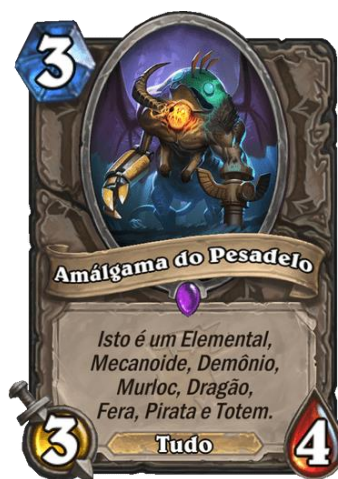 3
Amálgama do Pesadelo
Isto é um Elemental,
Mecanoide, Demônio,
Murloc, Dragão,
Fera, Pirata e Totem.
3
Tudo
4